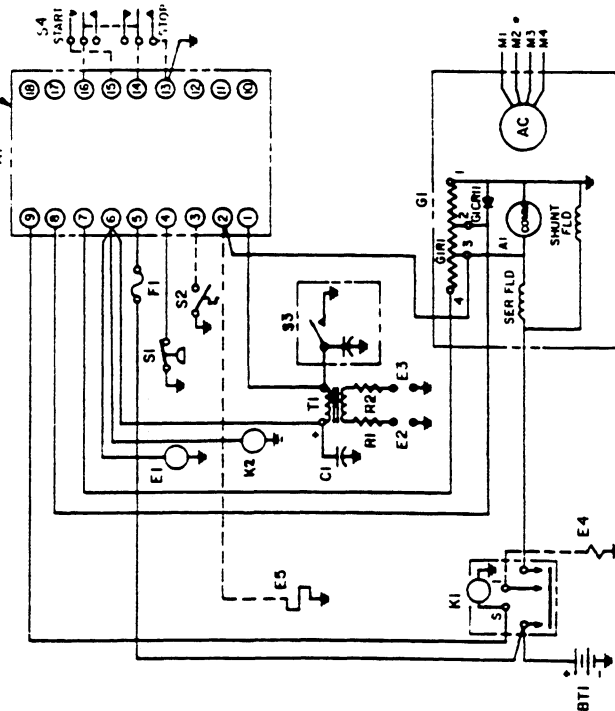 S4
START
STOP
18
17
16
15
14
13
12
11
10
9
8
7
6
5
4
3
2
1
F1
S1
S2
S3
E1
K2
T1
+
C1
R1
R2
E2
E3
E5
M1
M2 *
M3
M4
AC
G1
G1R1
1
2
3
4
G1CR1
A1
COMM
SER FLD
SHUNT
FLD
K1
S
I
E4
BT1
+
-